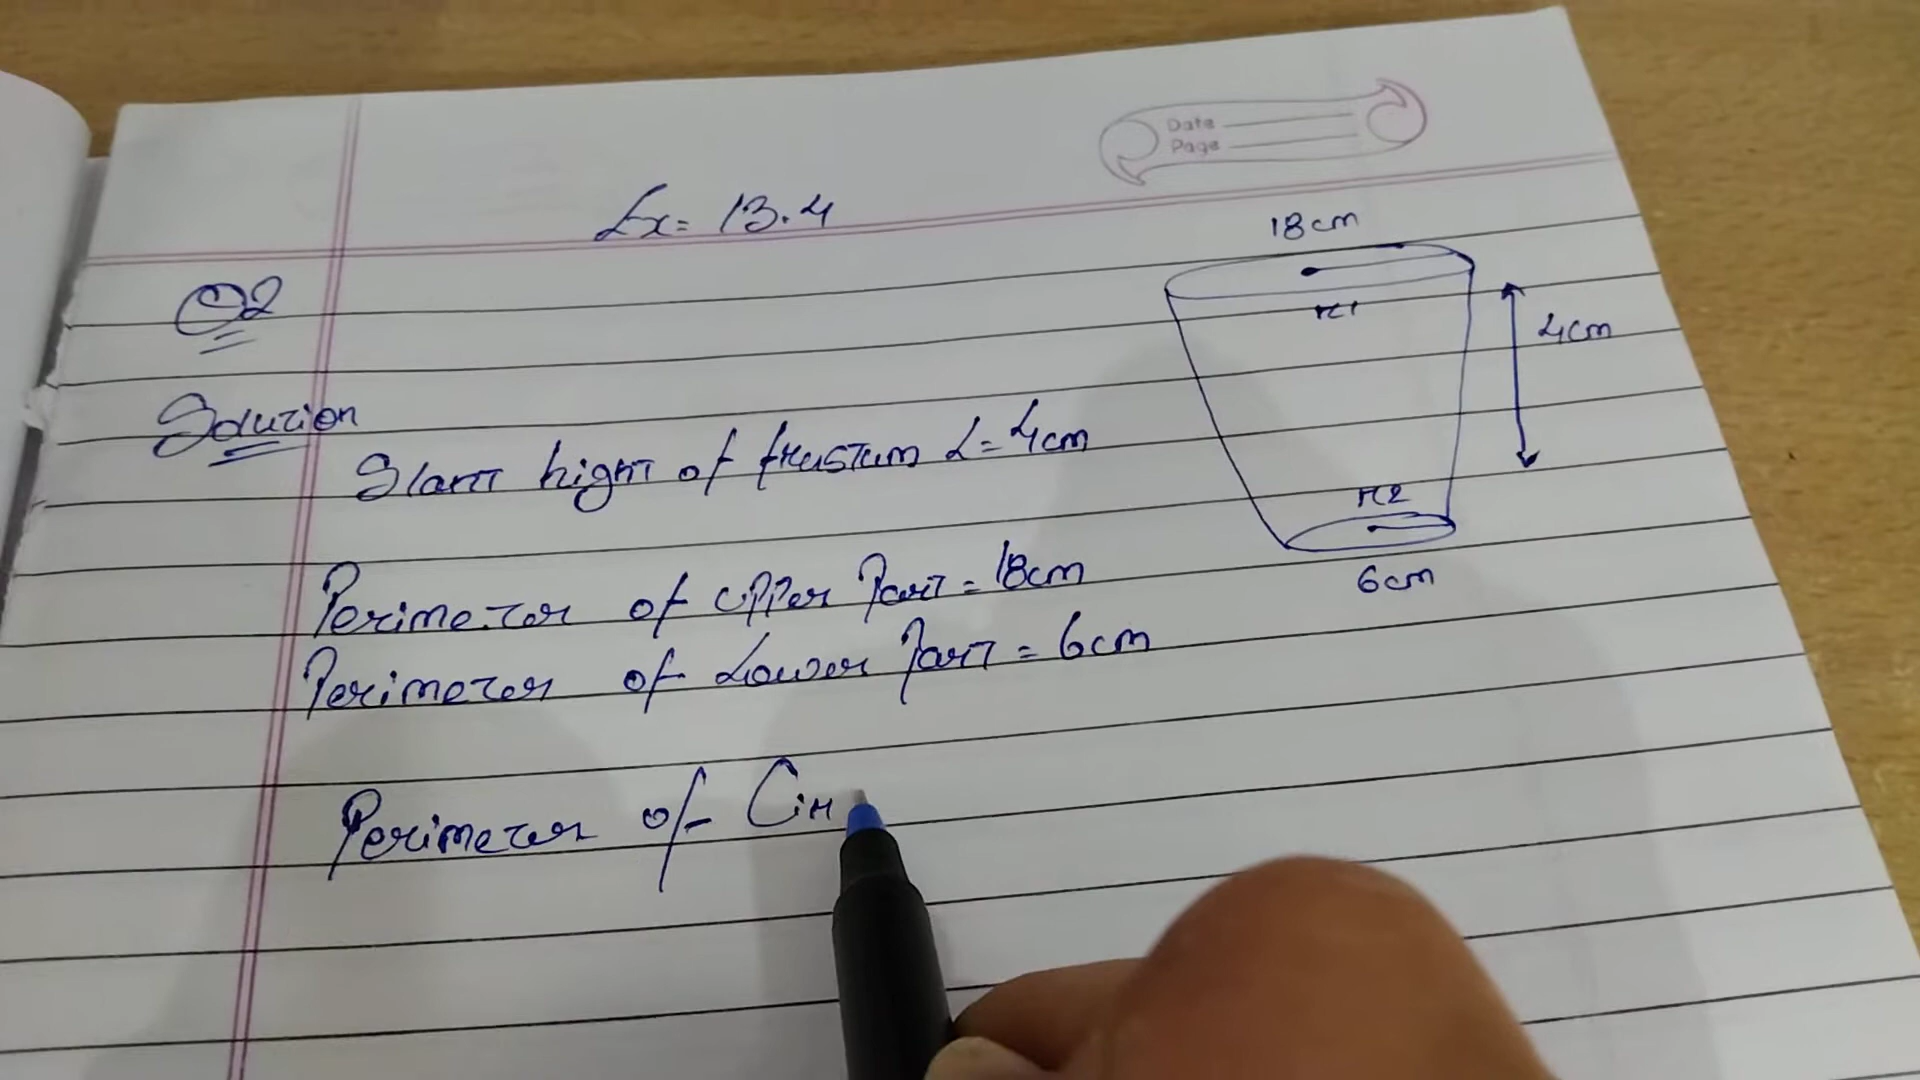 Date
Page
Ex= 13.4
18cm
Q2
r1
4cm
Solution
Slant hight of frustum L= 4cm
r2
6cm
Perimeter of upper Part = 18cm
Perimeter of Lower Part = 6cm
Perimeter of Cir